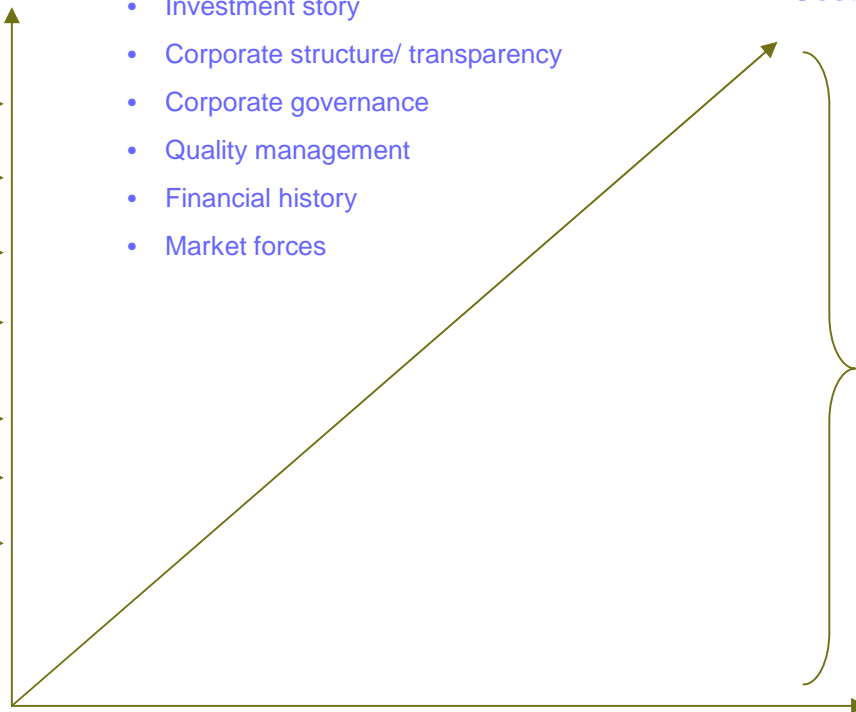 • Investment story
• Corporate structure/ transparency
• Corporate governance
• Quality management
• Financial history
• Market forces